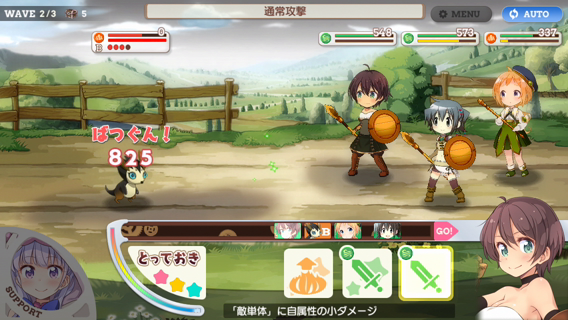 WAVE 2/3 5
通常攻撃
MENU
AUTO
B
0
548
573
337
ばつぐん!
825
B
GO!
とっておき
SUPPORT
「敵単体」に自属性の小ダメージ